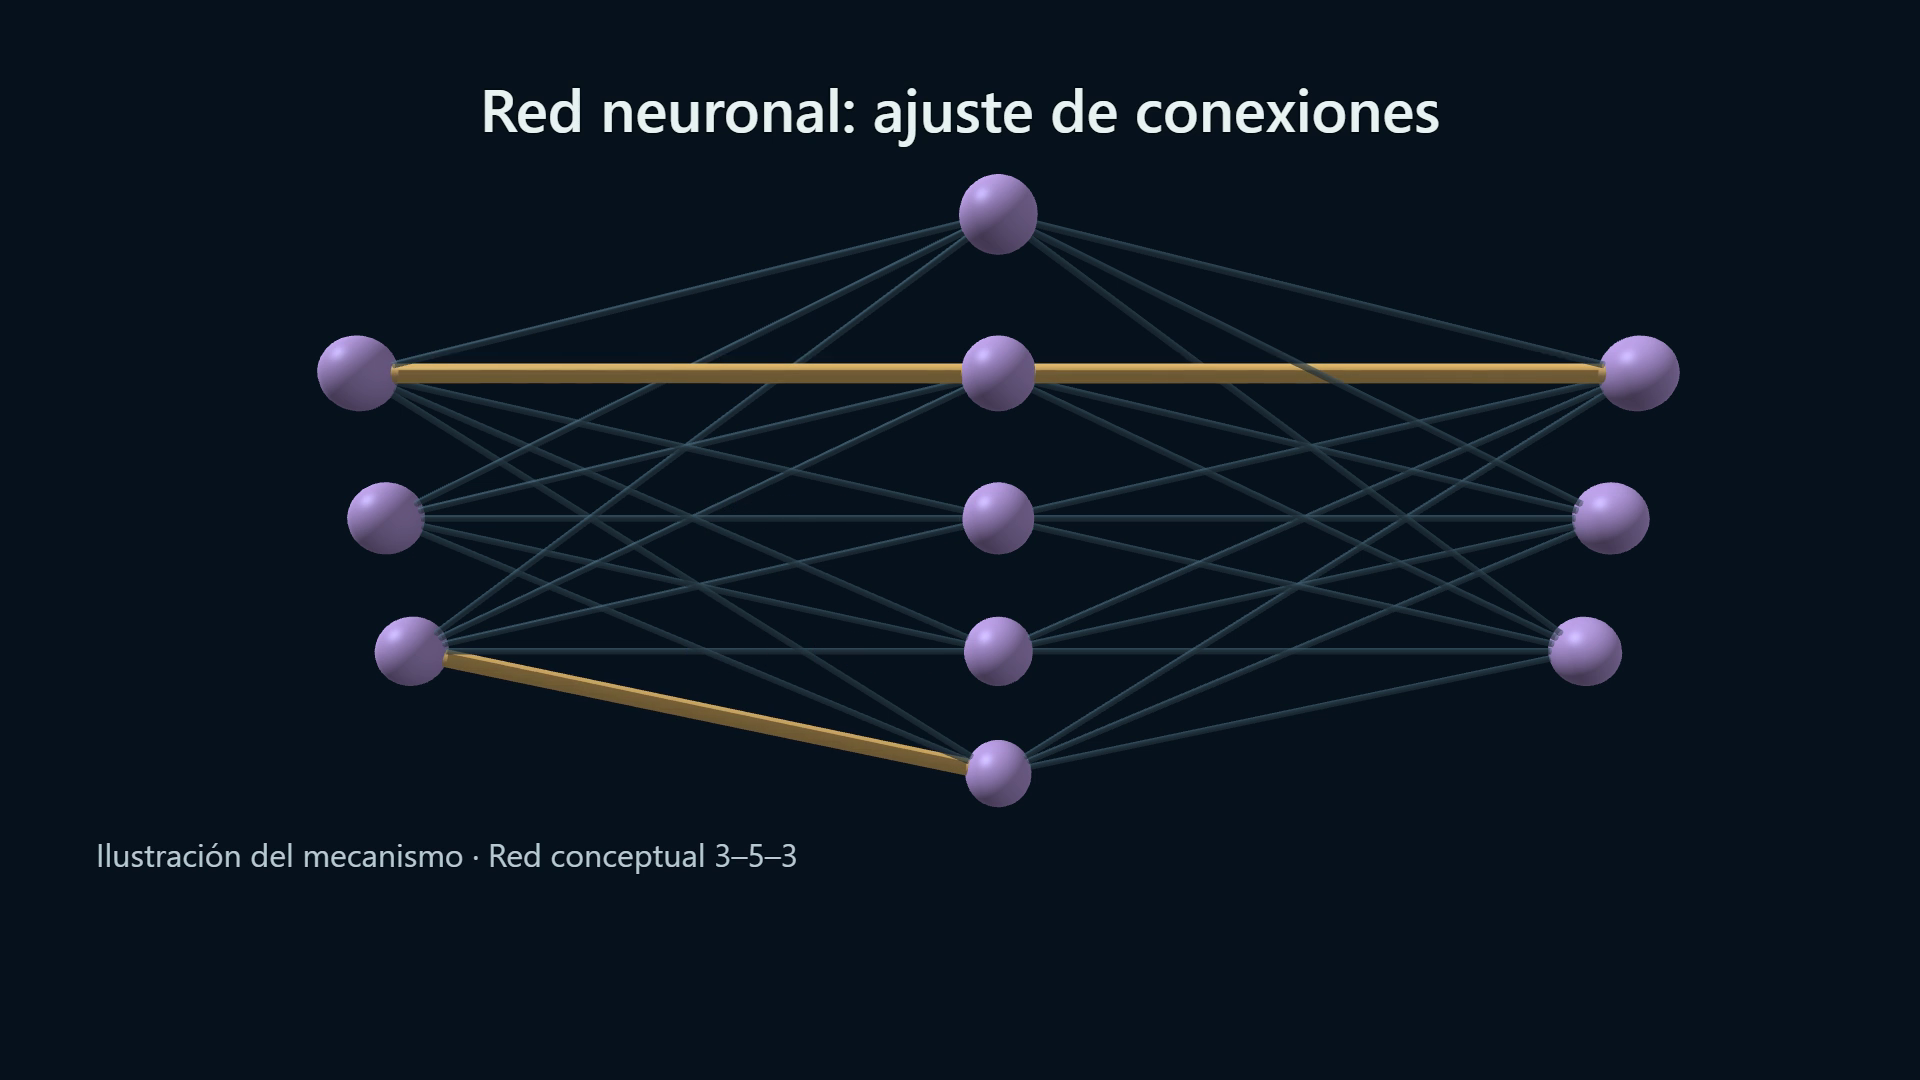 Red neuronal: ajuste de conexiones
Ilustración del mecanismo · Red conceptual 3–5–3